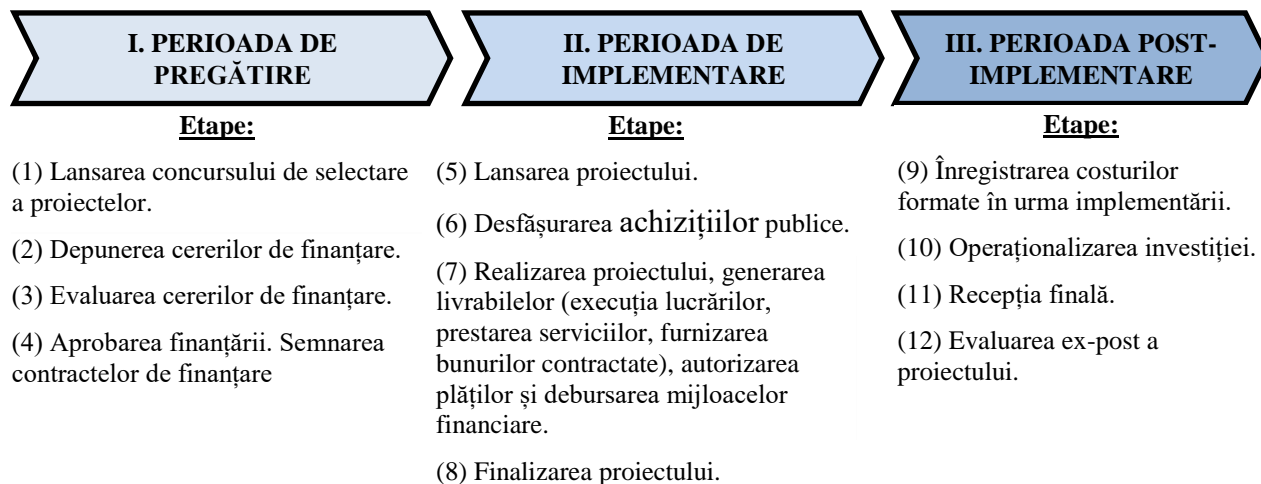 I. PERIOADA DE
PREGĂTIRE
Etape:
(1) Lansarea concursului de selectare
a proiectelor.
(2) Depunerea cererilor de finanțare.
(3) Evaluarea cererilor de finanțare.
(4) Aprobarea finanțării. Semnarea
contractelor de finanțare
II. PERIOADA DE
IMPLEMENTARE
Etape:
(5) Lansarea proiectului.
(6) Desfășurarea achizițiilor publice.
(7) Realizarea proiectului, generarea
livrabilelor (execuția lucrărilor,
prestarea serviciilor, furnizarea
bunurilor contractate), autorizarea
plăților și debursarea mijloacelor
financiare.
(8) Finalizarea proiectului.
III. PERIOADA POST-
IMPLEMENTARE
Etape:
(9) Înregistrarea costurilor
formate în urma implementării.
(10) Operaționalizarea investiției.
(11) Recepția finală.
(12) Evaluarea ex-post a
proiectului.